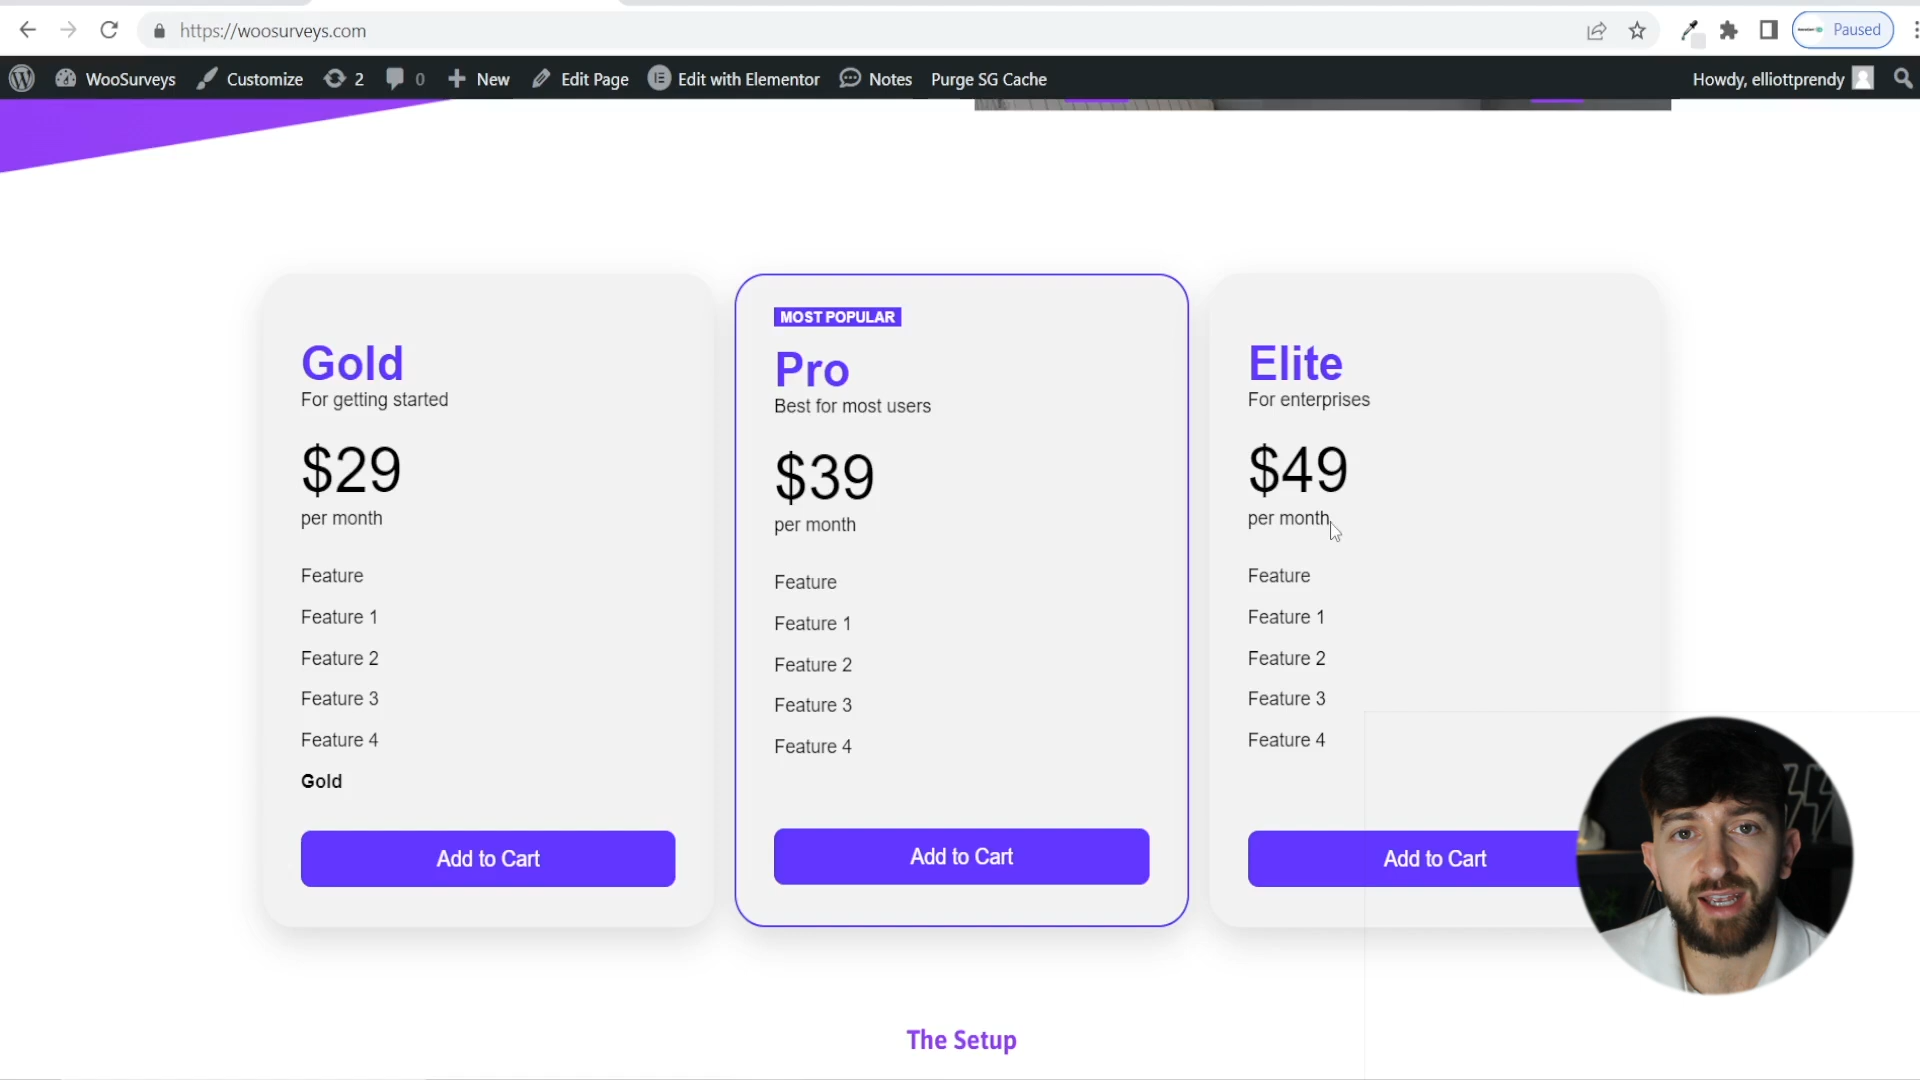 https://woosurveys.com
Paused
WooSurveys
Customize
2
0
New
Edit Page
Edit with Elementor
Notes
Purge SG Cache
Howdy, elliottprendy
Gold
For getting started
$29
per month
Feature
Feature 1
Feature 2
Feature 3
Feature 4
Gold
Add to Cart
MOST POPULAR
Pro
Best for most users
$39
per month
Feature
Feature 1
Feature 2
Feature 3
Feature 4
Add to Cart
Elite
For enterprises
$49
per month
Feature
Feature 1
Feature 2
Feature 3
Feature 4
Add to Cart
The Setup